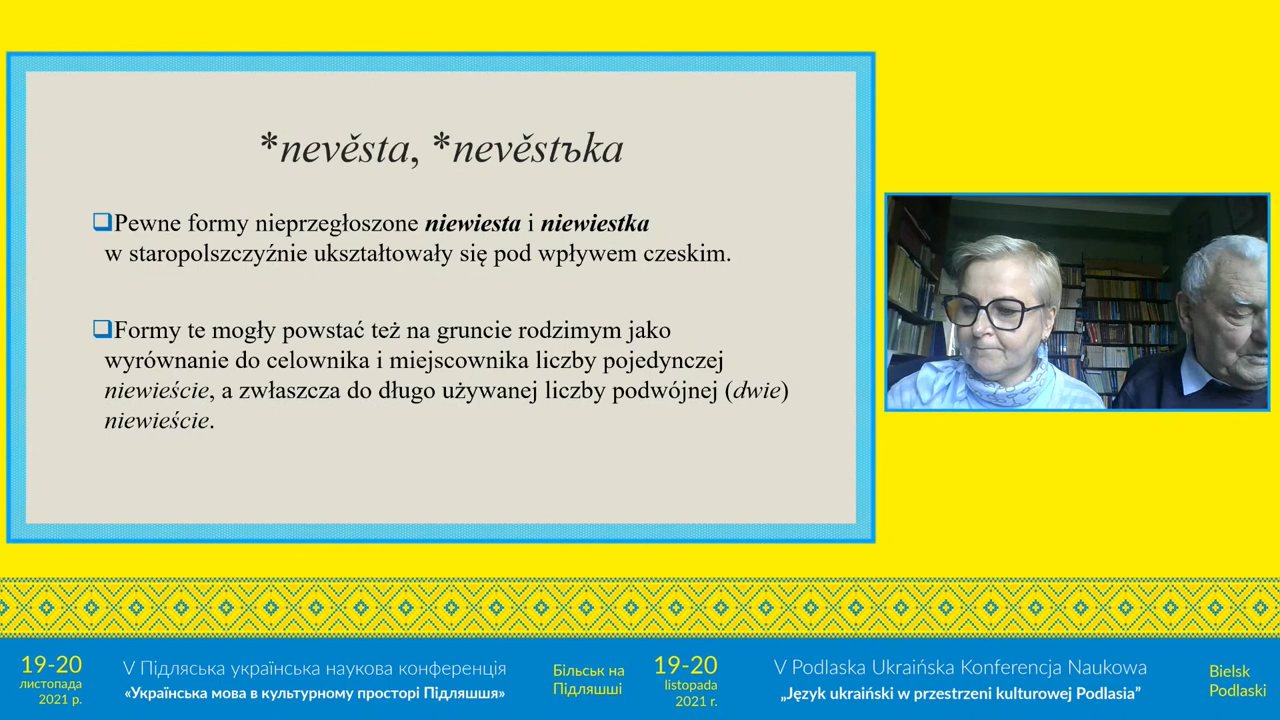 *nevěsta, *nevěstъka
Pewne formy nieprzegłoszone niewiesta i niewiestka
w staropolszczyźnie ukształtowały się pod wpływem czeskim.
Formy te mogły powstać też na gruncie rodzimym jako
wyrównanie do celownika i miejscownika liczby pojedynczej
niewieście, a zwłaszcza do długo używanej liczby podwójnej (dwie)
niewieście.
19-20
листопада
2021 р.
V Підляська українська наукова конференція
«Українська мова в культурному просторі Підляшшя»
Більськ на
Підляшші
19-20
listopada
2021 r.
V Podlaska Ukraińska Konferencja Naukowa
„Język ukraiński w przestrzeni kulturowej Podlasia”
Bielsk
Podlaski